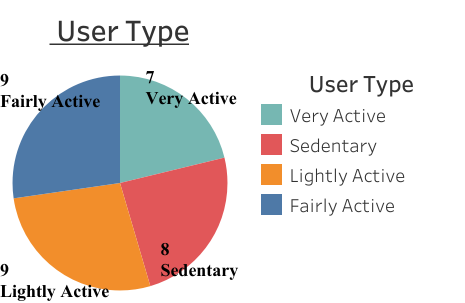 User Type
9
Fairly Active
7
Very Active
8
Sedentary
9
Lightly Active
User Type
Very Active
Sedentary
Lightly Active
Fairly Active